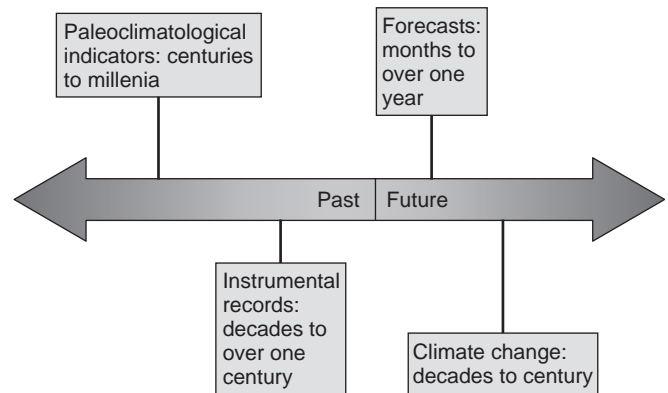 Paleoclimatological
indicators: centuries
to millenia
Forecasts:
months to
over one
year
Past
Future
Instrumental
records:
decades to
over one
century
Climate change:
decades to century